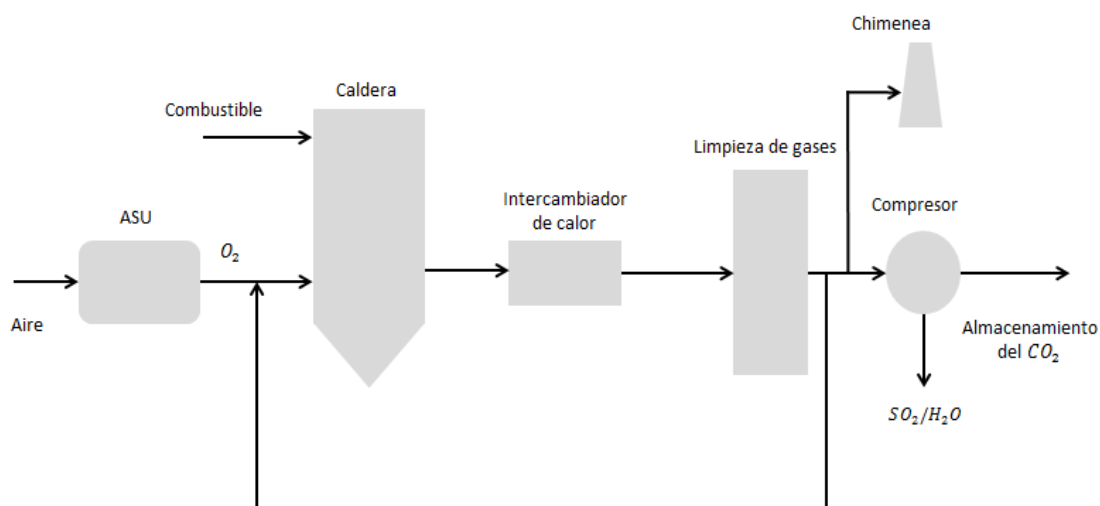 Chimenea
Caldera
Combustible
Limpieza de gases
Intercambiador
de calor
Compresor
ASU
O₂
Aire
Almacenamiento
del CO₂
SO₂/H₂O